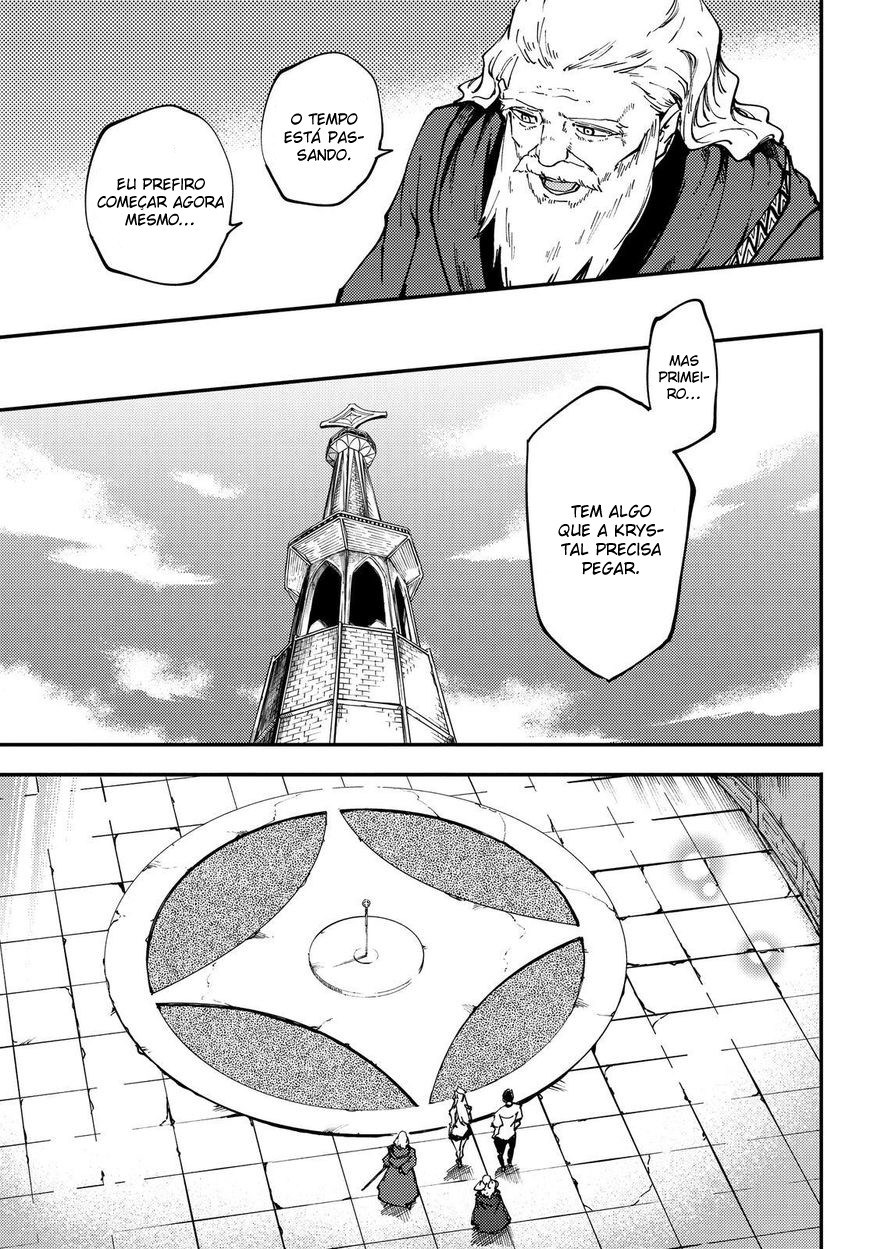 O TEMPO
ESTÁ PAS-
SANDO.
EU PREFIRO
COMEÇAR AGORA
MESMO...
MAS
PRIMEI-
RO...
TEM ALGO
QUE A KRYS-
TAL PRECISA
PEGAR.